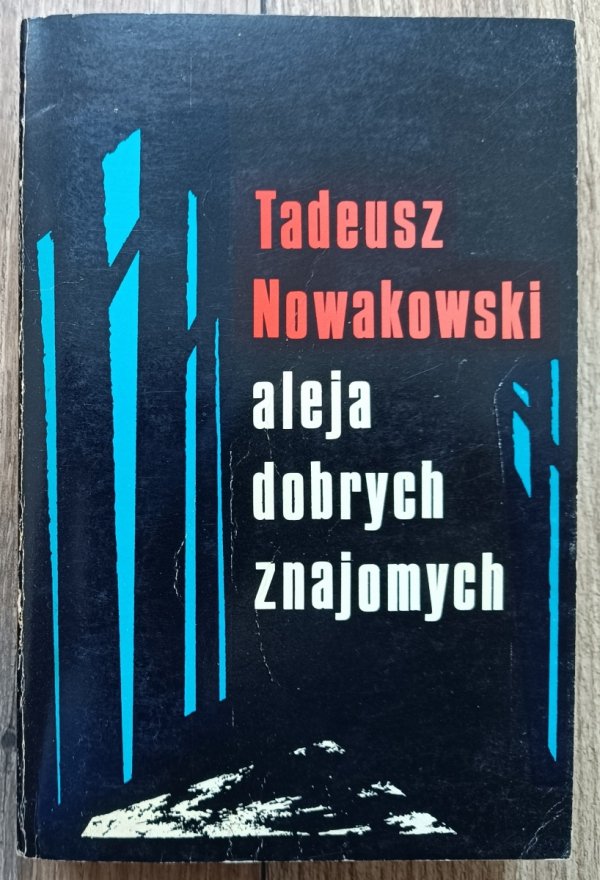 Tadeusz
Nowakowski
aleja
dobrych
znajomych